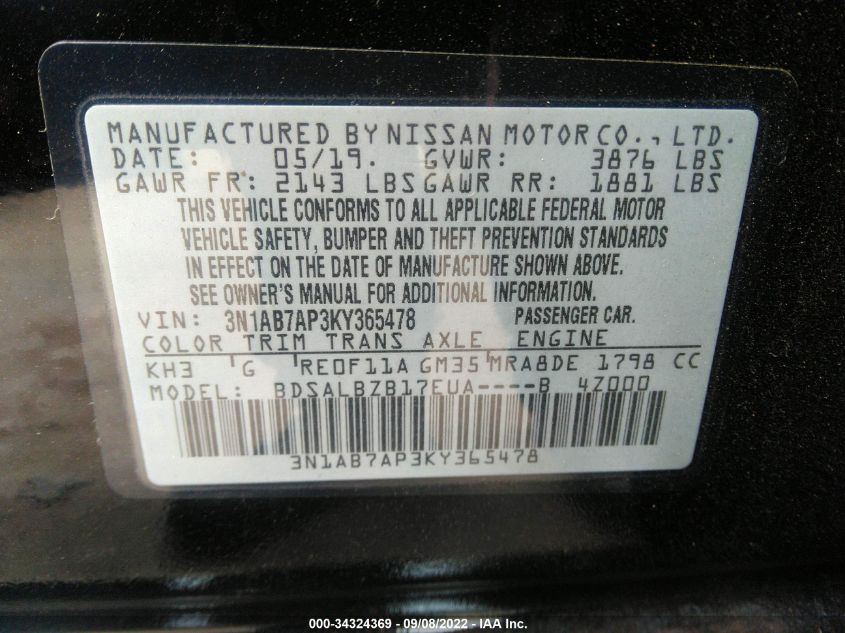 MANUFACTURED BY NISSAN MOTOR CO., LTD.
DATE: 05/19. GVWR: 3876 LBS
GAWR FR: 2143 LBS GAWR RR: 1881 LBS
THIS VEHICLE CONFORMS TO ALL APPLICABLE FEDERAL MOTOR
VEHICLE SAFETY, BUMPER AND THEFT PREVENTION STANDARDS
IN EFFECT ON THE DATE OF MANUFACTURE SHOWN ABOVE.
SEE OWNER'S MANUAL FOR ADDITIONAL INFORMATION.
VIN: 3N1AB7AP3KY365478 PASSENGER CAR.
COLOR TRIM TRANS AXLE ENGINE
KH3 G RE0F11A GM35 MRA8DE 1798 CC
MODEL: BDSALBZB17EUA----B 4Z000
3N1AB7AP3KY365478
000-34324369 - 09/08/2022 - IAA Inc.